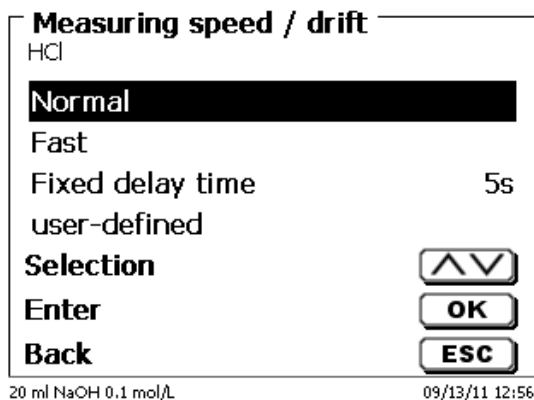 Measuring speed / drift
HCl
Normal
Fast
Fixed delay time 5s
user-defined
Selection
Enter OK
Back ESC
20 ml NaOH 0.1 mol/L 09/13/11 12:56